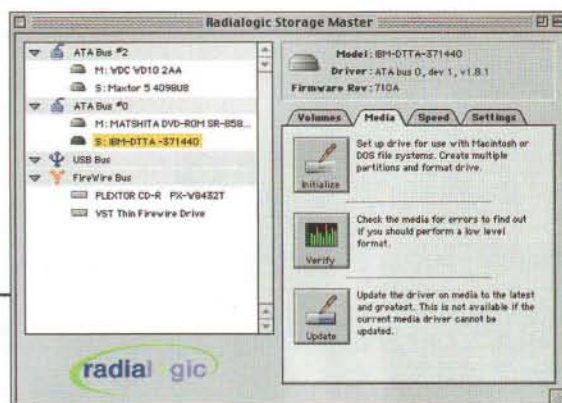 Radialogic Storage Master
ATA Bus #2
M: WDC WD10 2AA
S: Maxtor 5 4098U8
ATA Bus #0
M: MATSHITA DVD-ROM SR-858...
S: IBM-DTTA-371440
USB Bus
FireWire Bus
PLEXTOR CD-R PX-W8432T
VST Thin Firewire Drive
radialogic
Model: IBM-DTTA-371440
Driver: ATA bus 0, dev 1, v1.8.1
Firmware Rev: 710A
Volumes
Media
Speed
Settings
Initialize
Set up drive for use with Macintosh or
DOS file systems. Create multiple
partitions and format drive.
Verify
Check the media for errors to find out
if you should perform a low level
format.
Update
Update the driver on media to the latest
and greatest. This is not available if the
current media driver cannot be
updated.